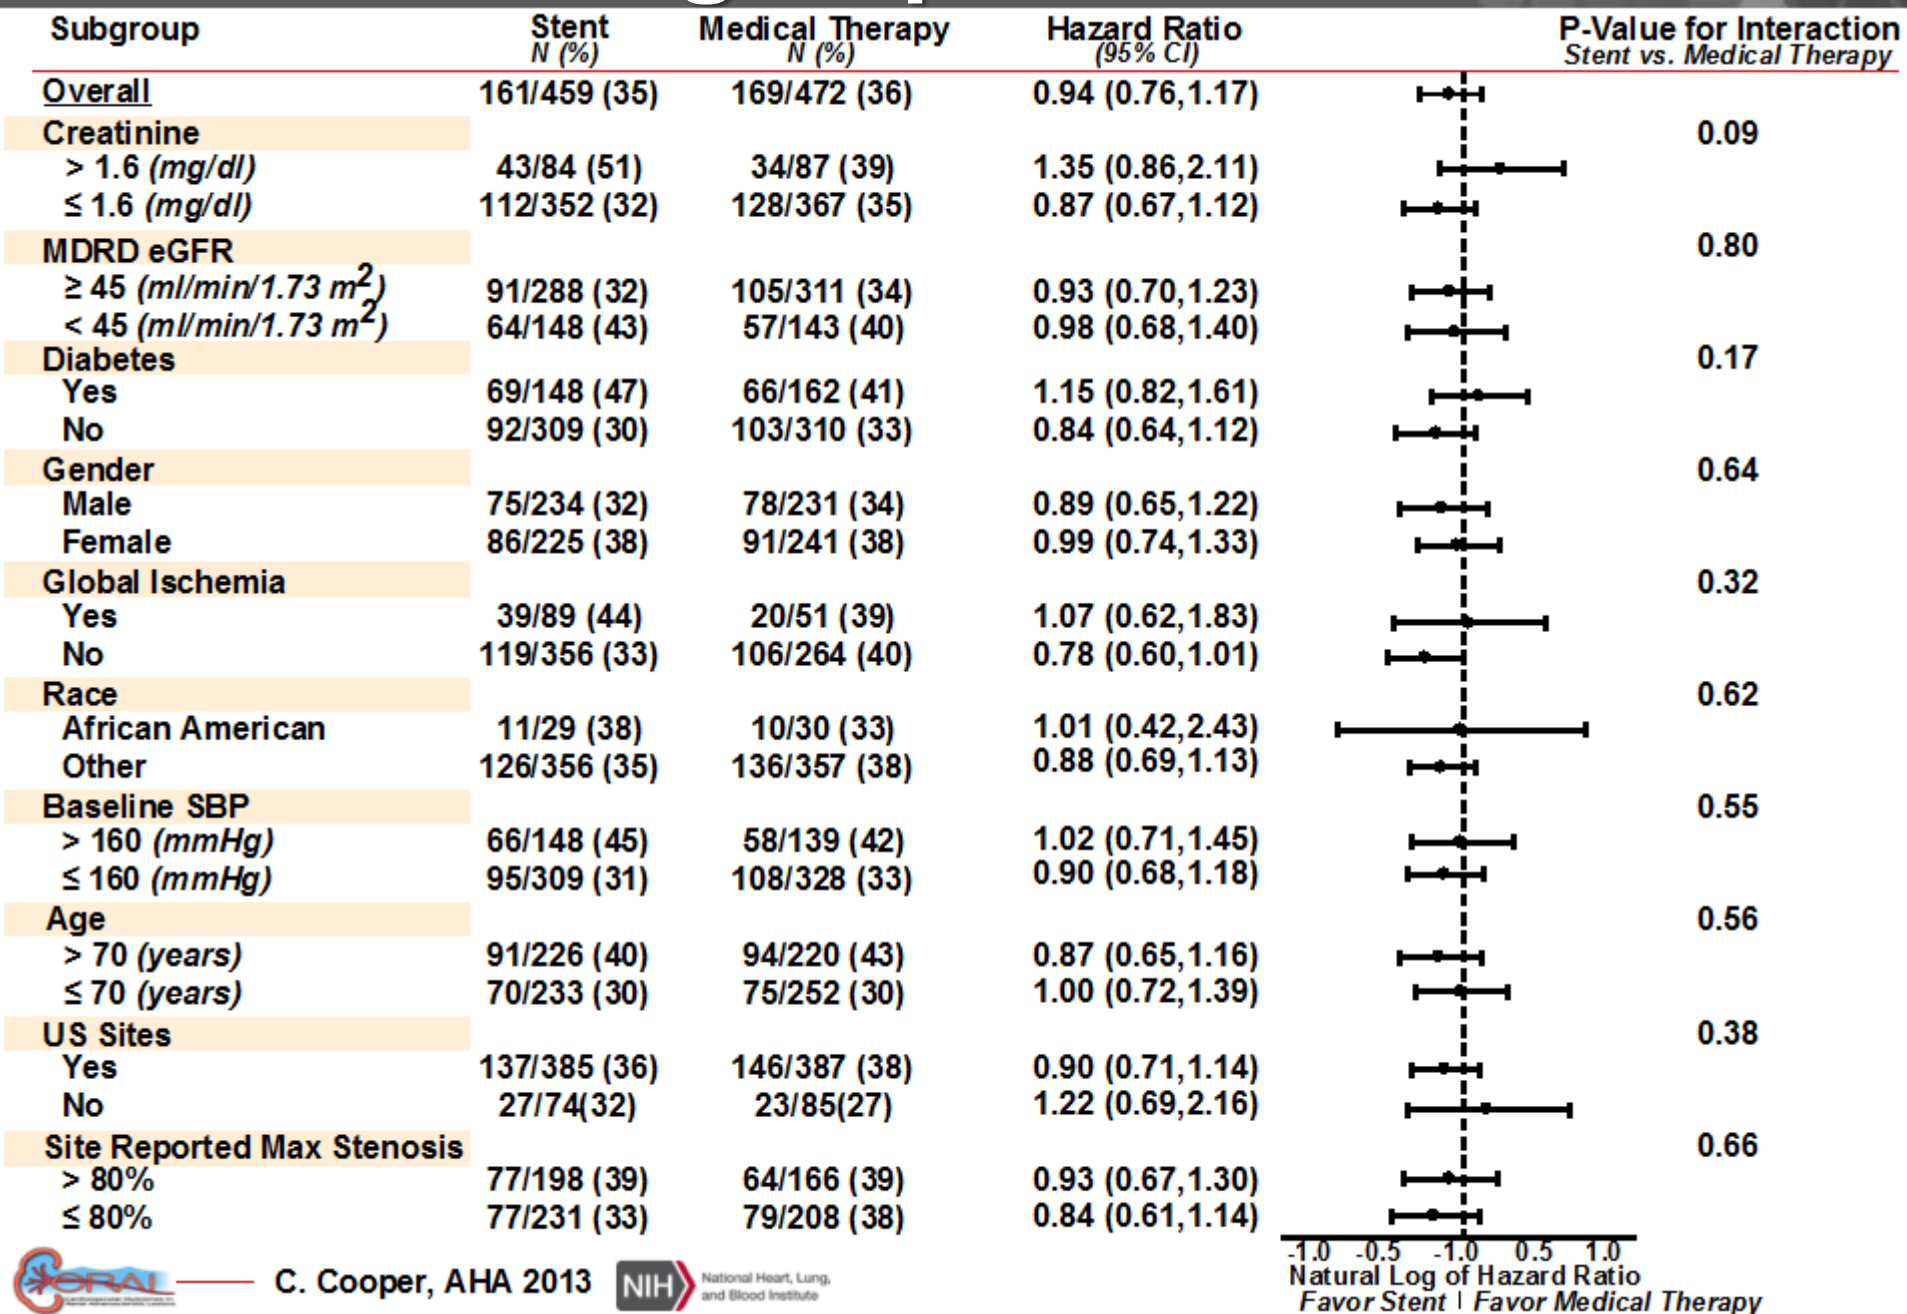 Subgroup Stent Medical Therapy Hazard Ratio P-Value for Interaction
N (%) N (%) (95% CI) Stent vs. Medical Therapy
Overall 161/459 (35) 169/472 (36) 0.94 (0.76,1.17)
Creatinine 0.09
> 1.6 (mg/dl) 43/84 (51) 34/87 (39) 1.35 (0.86,2.11)
≤ 1.6 (mg/dl) 112/352 (32) 128/367 (35) 0.87 (0.67,1.12)
MDRD eGFR 0.80
≥ 45 (ml/min/1.73 m²) 91/288 (32) 105/311 (34) 0.93 (0.70,1.23)
< 45 (ml/min/1.73 m²) 64/148 (43) 57/143 (40) 0.98 (0.68,1.40)
Diabetes 0.17
Yes 69/148 (47) 66/162 (41) 1.15 (0.82,1.61)
No 92/309 (30) 103/310 (33) 0.84 (0.64,1.12)
Gender 0.64
Male 75/234 (32) 78/231 (34) 0.89 (0.65,1.22)
Female 86/225 (38) 91/241 (38) 0.99 (0.74,1.33)
Global Ischemia 0.32
Yes 39/89 (44) 20/51 (39) 1.07 (0.62,1.83)
No 119/356 (33) 106/264 (40) 0.78 (0.60,1.01)
Race 0.62
African American 11/29 (38) 10/30 (33) 1.01 (0.42,2.43)
Other 126/356 (35) 136/357 (38) 0.88 (0.69,1.13)
Baseline SBP 0.55
> 160 (mmHg) 66/148 (45) 58/139 (42) 1.02 (0.71,1.45)
≤ 160 (mmHg) 95/309 (31) 108/328 (33) 0.90 (0.68,1.18)
Age 0.56
> 70 (years) 91/226 (40) 94/220 (43) 0.87 (0.65,1.16)
≤ 70 (years) 70/233 (30) 75/252 (30) 1.00 (0.72,1.39)
US Sites 0.38
Yes 137/385 (36) 146/387 (38) 0.90 (0.71,1.14)
No 27/74(32) 23/85(27) 1.22 (0.69,2.16)
Site Reported Max Stenosis 0.66
> 80% 77/198 (39) 64/166 (39) 0.93 (0.67,1.30)
≤ 80% 77/231 (33) 79/208 (38) 0.84 (0.61,1.14)
-1.0 -0.5 -1.0 0.5 1.0
Natural Log of Hazard Ratio
Favor Stent | Favor Medical Therapy
CORAL
C. Cooper, AHA 2013
NIH
National Heart, Lung,
and Blood Institute